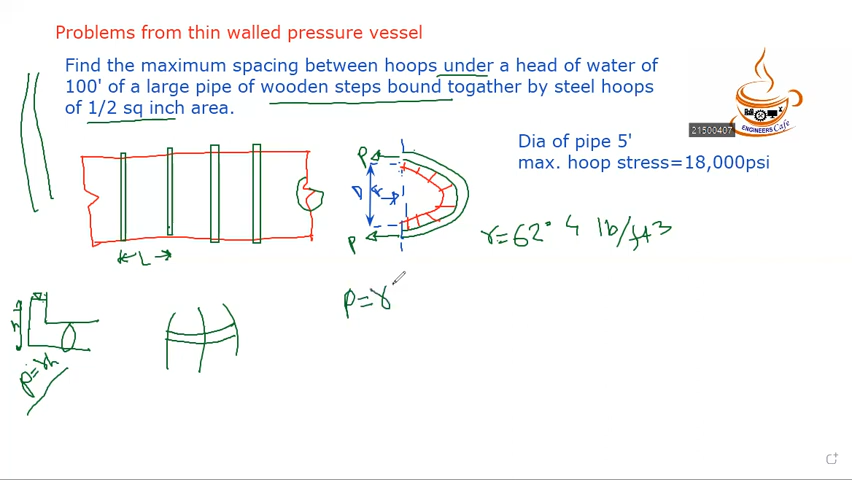 Problems from thin walled pressure vessel
Find the maximum spacing between hoops under a head of water of
100' of a large pipe of wooden steps bound togather by steel hoops
of 1/2 sq inch area.
ENGINEERS Cafe
21500407
Dia of pipe 5'
max. hoop stress=18,000psi
P
D
P
L
γ=62.4 lb/ft3
P=γ
h
p=γh